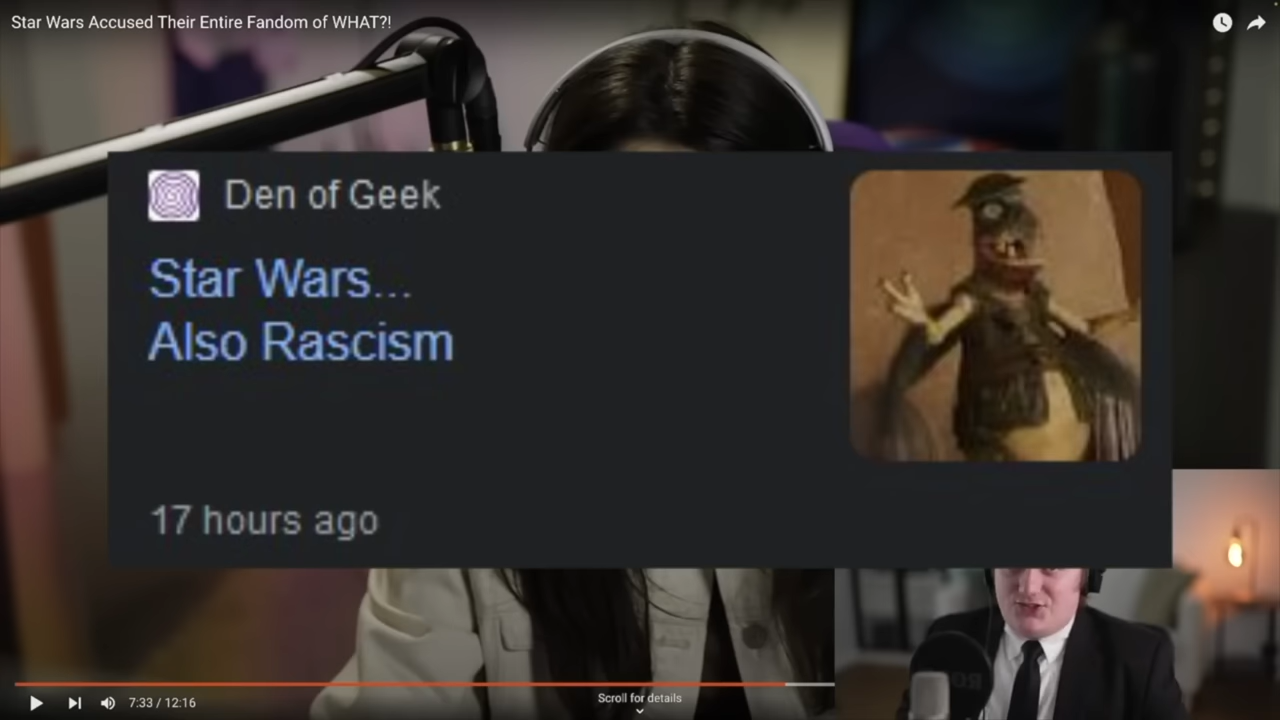 Star Wars Accused Their Entire Fandom of WHAT?!
Den of Geek
Star Wars...
Also Rascism
17 hours ago
Scroll for details
7:33 / 12:16